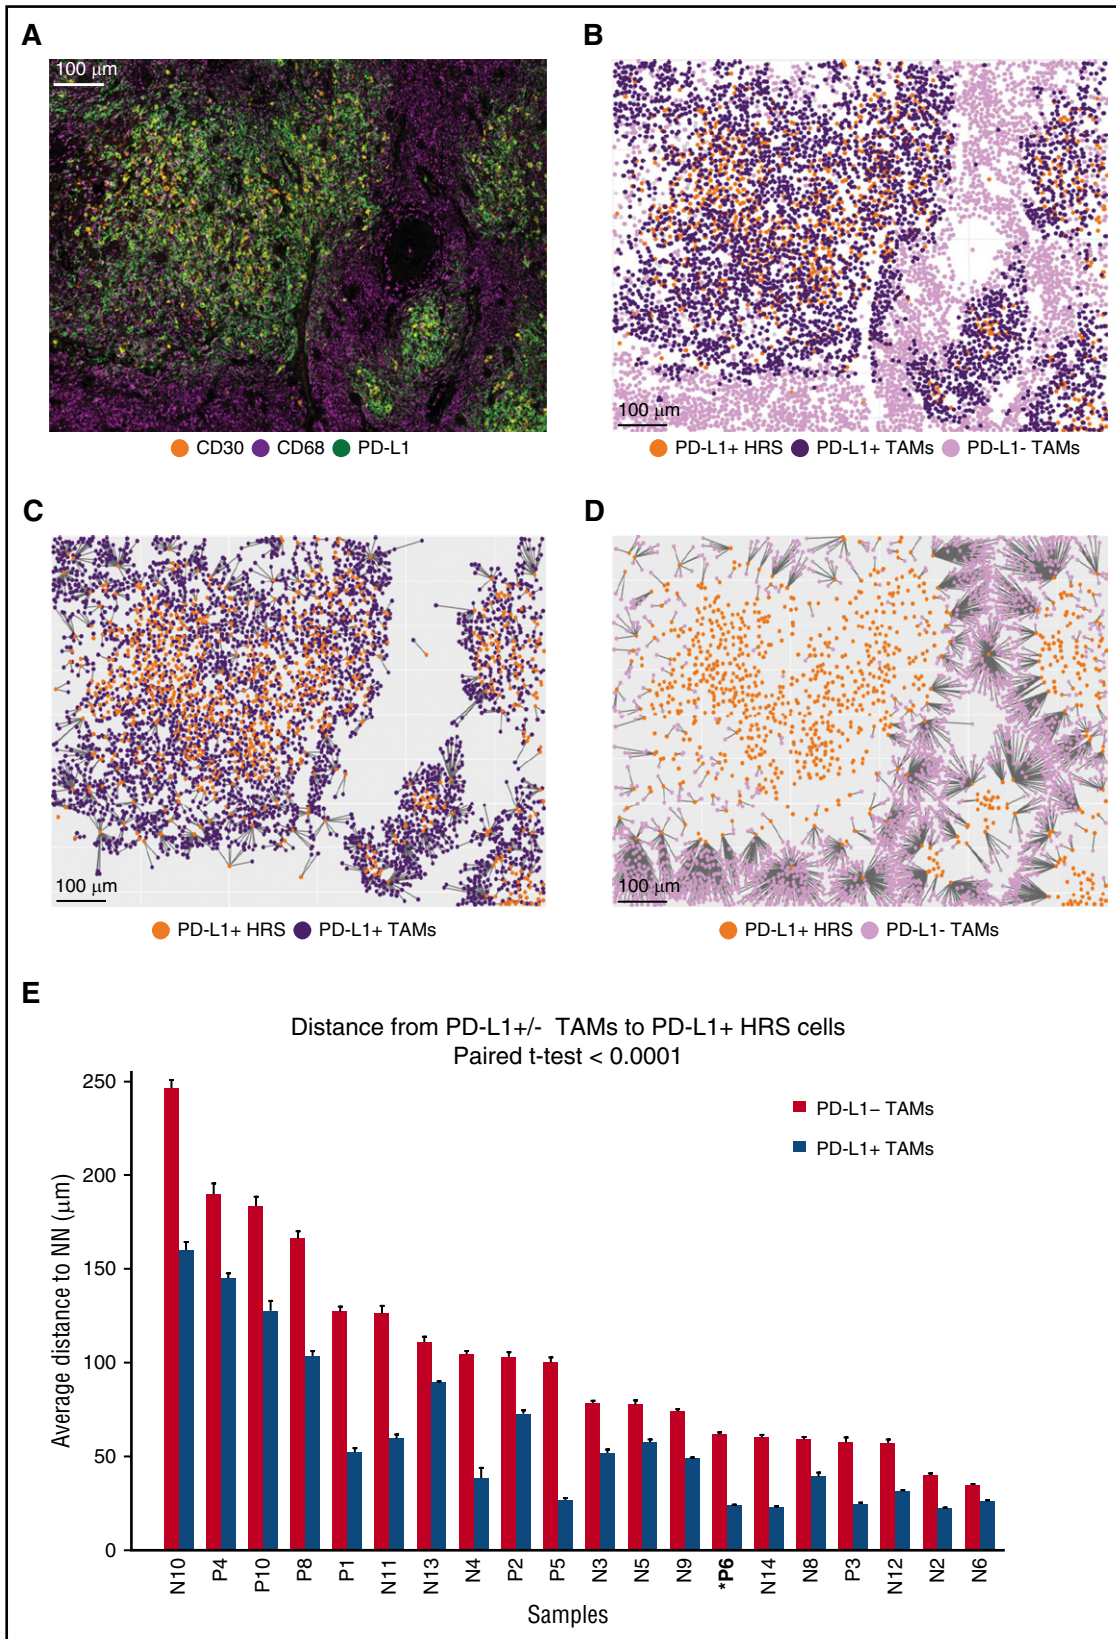 A
B
100 μm
100 μm
CD30 CD68 PD-L1
PD-L1+ HRS PD-L1+ TAMs PD-L1- TAMs
C
D
100 μm
100 μm
PD-L1+ HRS PD-L1+ TAMs
PD-L1+ HRS PD-L1- TAMs
E
Distance from PD-L1+/- TAMs to PD-L1+ HRS cells
Paired t-test < 0.0001
PD-L1– TAMs
PD-L1+ TAMs
Average distance to NN (μm)
250
200
150
100
50
0
N10 P4 P10 P8 P1 N11 N13 N4 P2 P5 N3 N5 N9 *P6 N14 N8 P3 N12 N2 N6
Samples